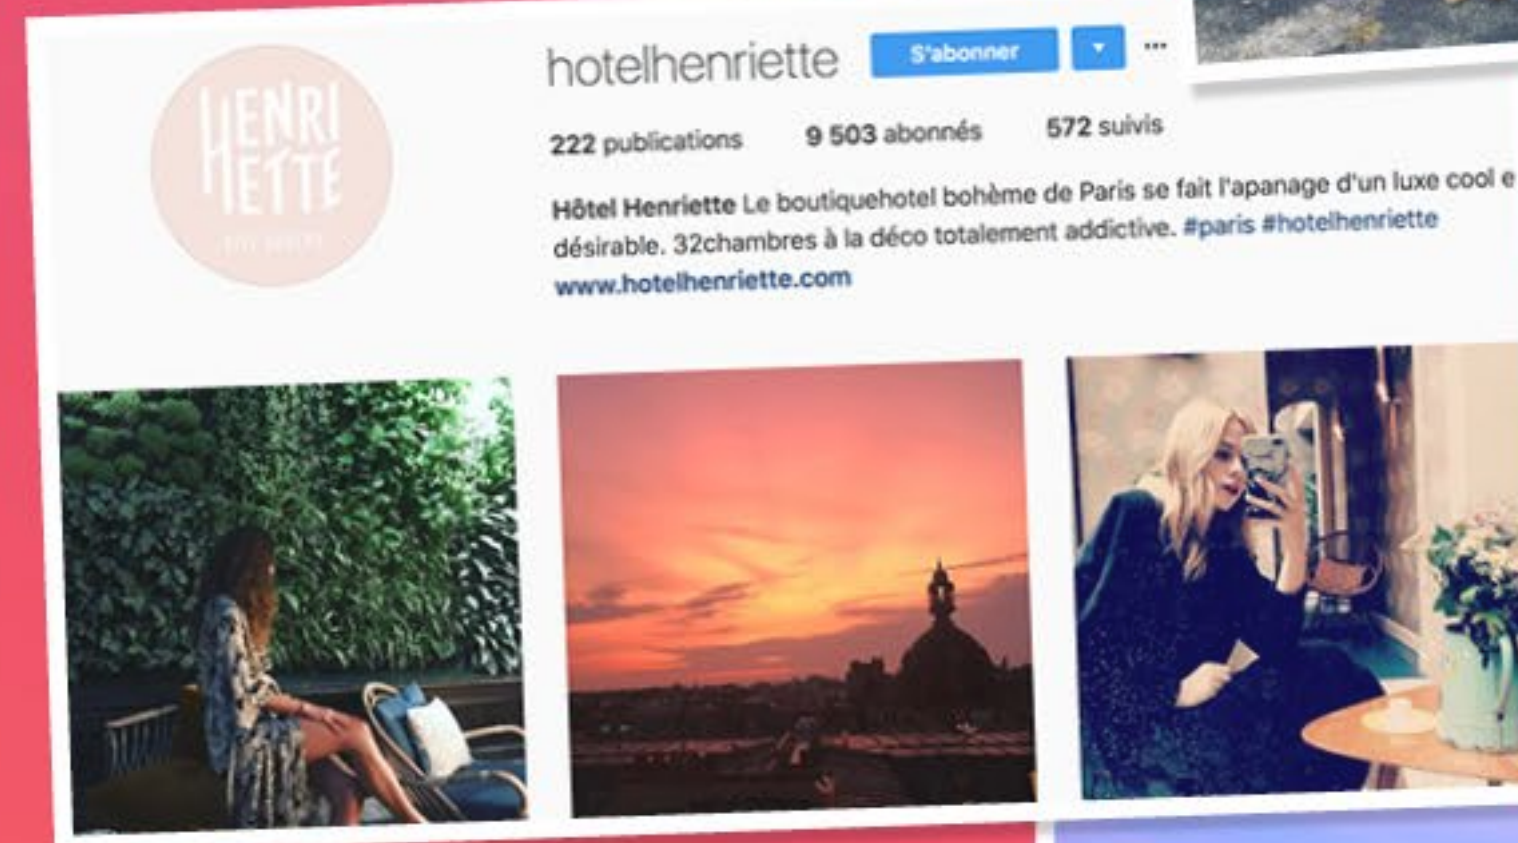 HENRI
ETTE
hotelhenriette
S'abonner
222 publications 9 503 abonnés 572 suivis
Hôtel Henriette Le boutiquehotel bohème de Paris se fait l'apanage d'un luxe cool e
désirable. 32chambres à la déco totalement addictive. #paris #hotelhenriette
www.hotelhenriette.com